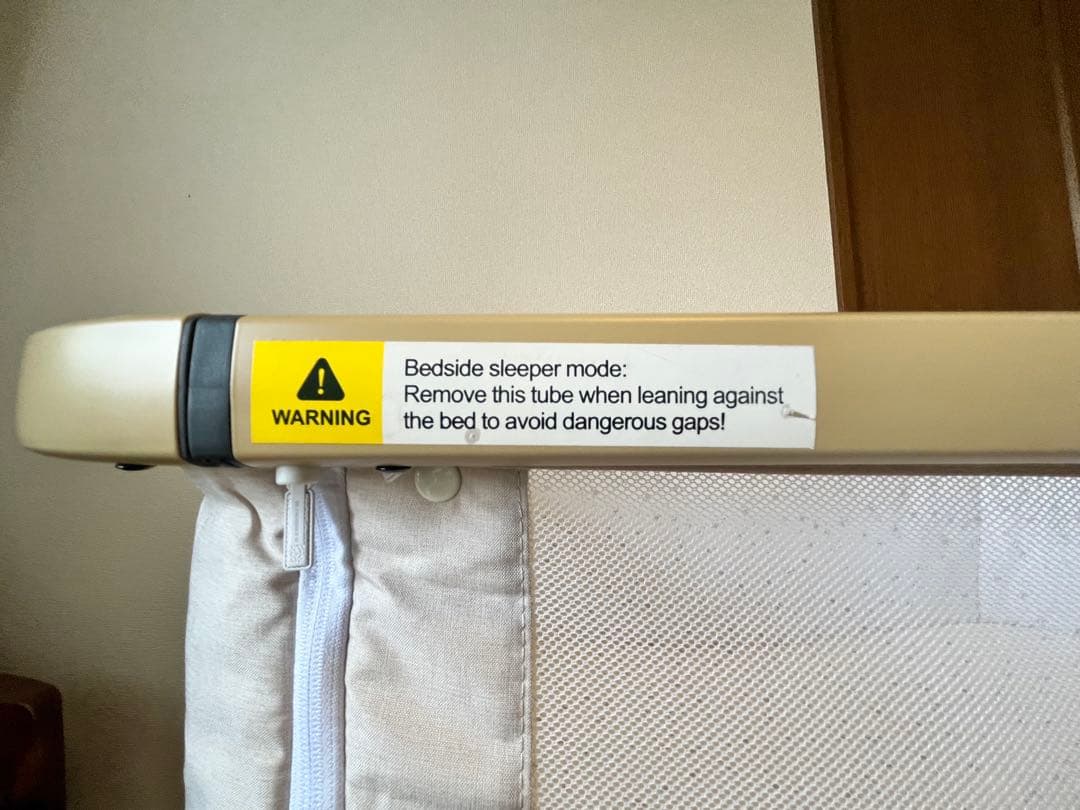 WARNING
Bedside sleeper mode:
Remove this tube when leaning against
the bed to avoid dangerous gaps!